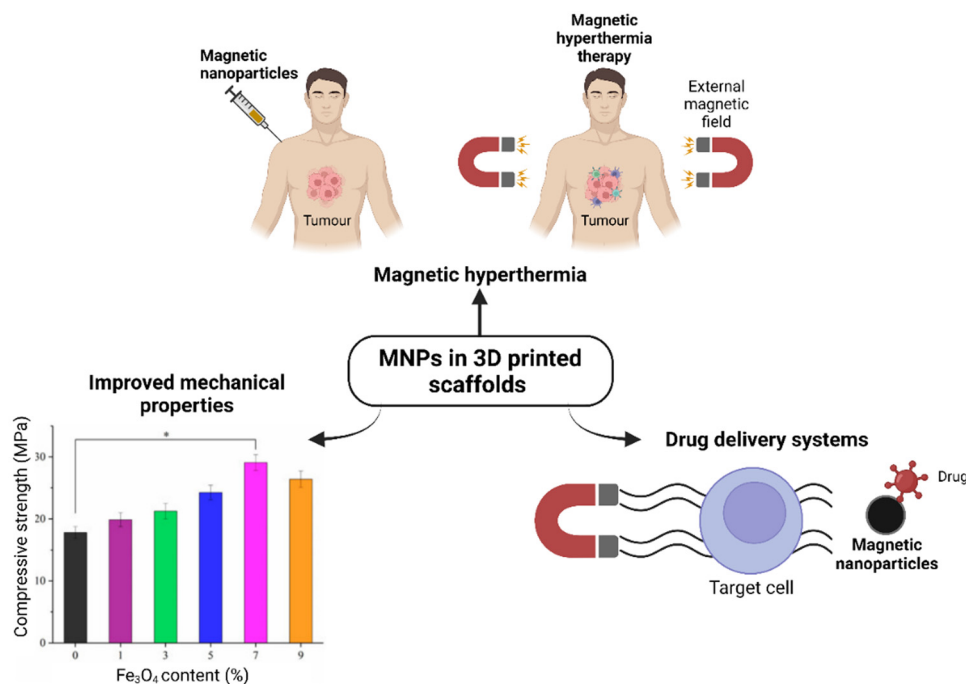 Magnetic
nanoparticles
Tumour
Magnetic
hyperthermia
therapy
External
magnetic
field
Tumour
Magnetic hyperthermia
MNPs in 3D printed
scaffolds
Improved mechanical
properties
Compressive strength (MPa)
30
20
10
0
*
0 1 3 5 7 9
Fe₃O₄ content (%)
Drug delivery systems
Drug
Magnetic
nanoparticles
Target cell